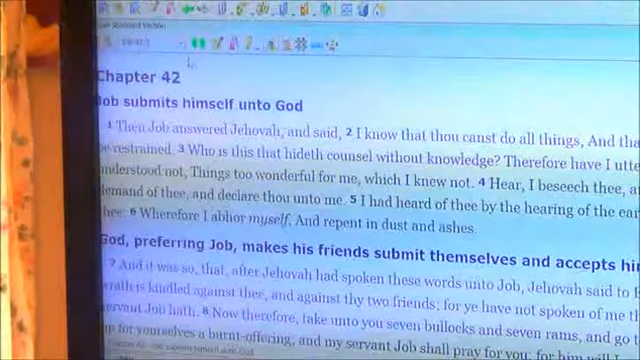 Standard Version
Chapter 42
Job submits himself unto God
1 Then Job answered Jehovah, and said, 2 I know that thou canst do all things, And tha
be restrained. 3 Who is this that hideth counsel without knowledge? Therefore have I utte
understood not, Things too wonderful for me, which I knew not. 4 Hear, I beseech thee, a
demand of thee, and declare thou unto me. 5 I had heard of thee by the hearing of the ear
thee: 6 Wherefore I abhor myself, And repent in dust and ashes.
God, preferring Job, makes his friends submit themselves and accepts hi
7 And it was so, that, after Jehovah had spoken these words unto Job, Jehovah said to
wrath is kindled against thee, and against thy two friends; for ye have not spoken of me th
servant Job hath. 8 Now therefore, take unto you seven bullocks and seven rams, and go
up for yourselves a burnt-offering, and my servant Job shall pray for you; for him will I